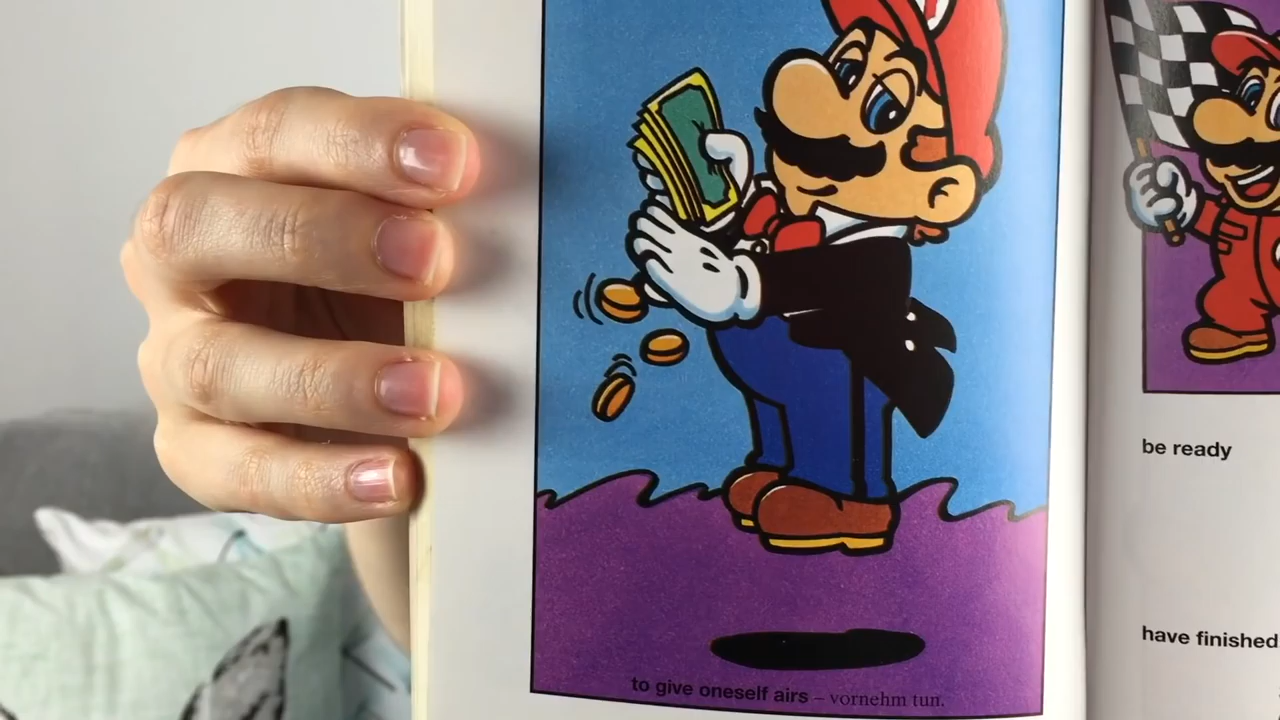 to give oneself airs – vornehm tun.
be ready
have finished